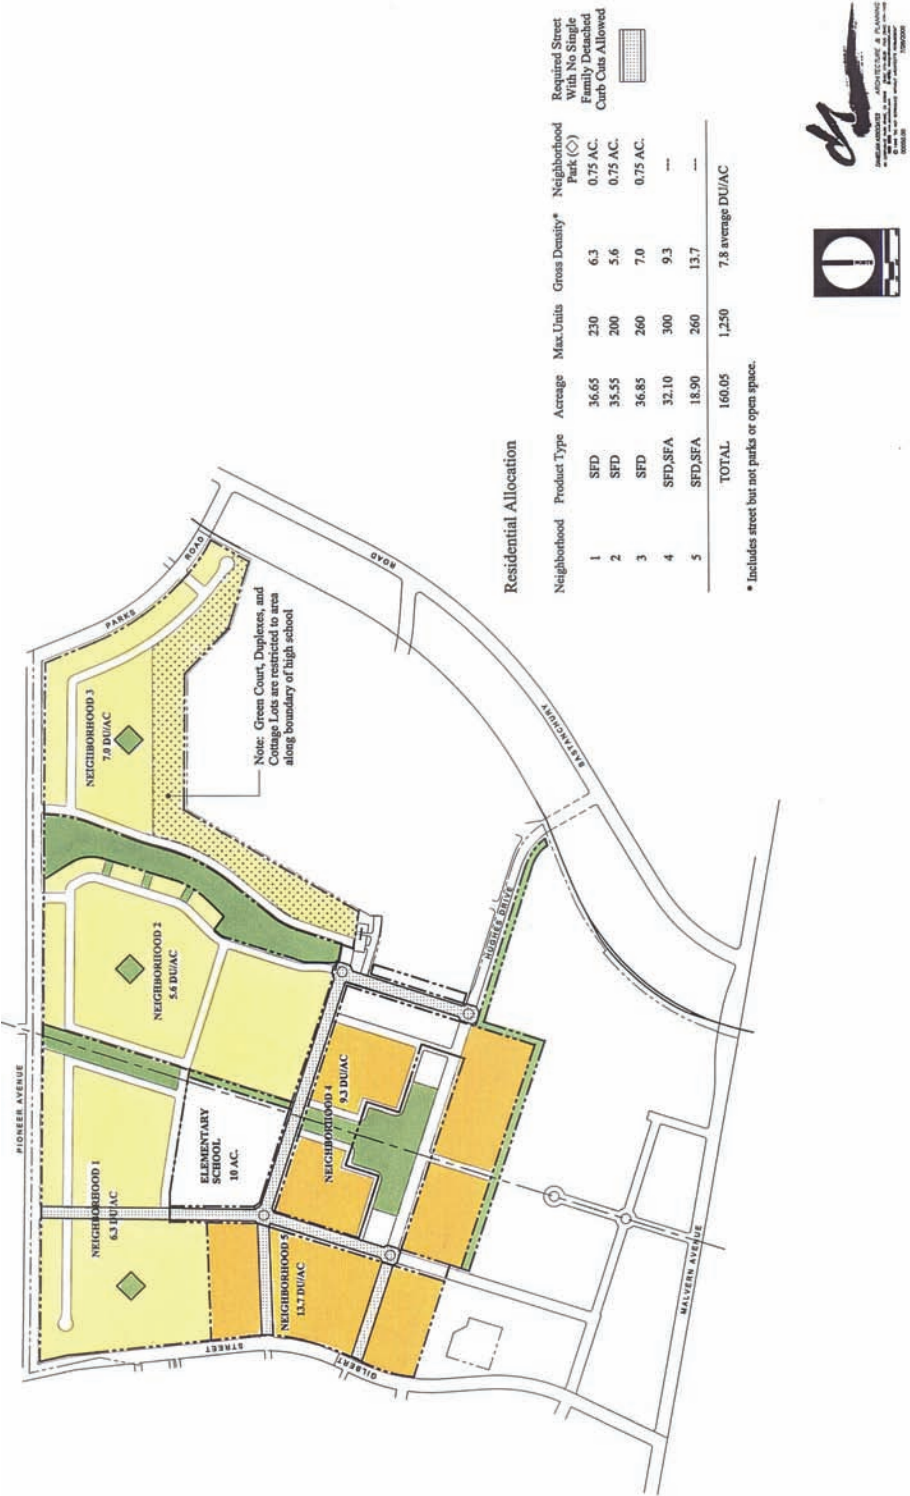 PIONEER AVENUE
PARKS
ROAD
ROAD
BASTANCHURY
HUGHES DRIVE
MALVERN AVENUE
GILBERT
STREET
NEIGHBORHOOD 1
6.3 DU/AC
NEIGHBORHOOD 2
5.6 DU/AC
NEIGHBORHOOD 3
7.0 DU/AC
NEIGHBORHOOD 4
9.3 DU/AC
NEIGHBORHOOD 5
13.7 DU/AC
ELEMENTARY
SCHOOL
10 AC.
Note: Green Court, Duplexes, and
Cottage Lots are restricted to area
along boundary of high school
Residential Allocation
Neighborhood Product Type Acreage Max.Units Gross Density* Neighborhood
Park (◇)
1 SFD 36.65 230 6.3 0.75 AC.
2 SFD 35.55 200 5.6 0.75 AC.
3 SFD 36.85 260 7.0 0.75 AC.
4 SFD,SFA 32.10 300 9.3 ---
5 SFD,SFA 18.90 260 13.7 ---
TOTAL 160.05 1,250 7.8 average DU/AC
* Includes street but not parks or open space.
Required Street
With No Single
Family Detached
Curb Cuts Allowed
ARCHITECTURE & PLANNING